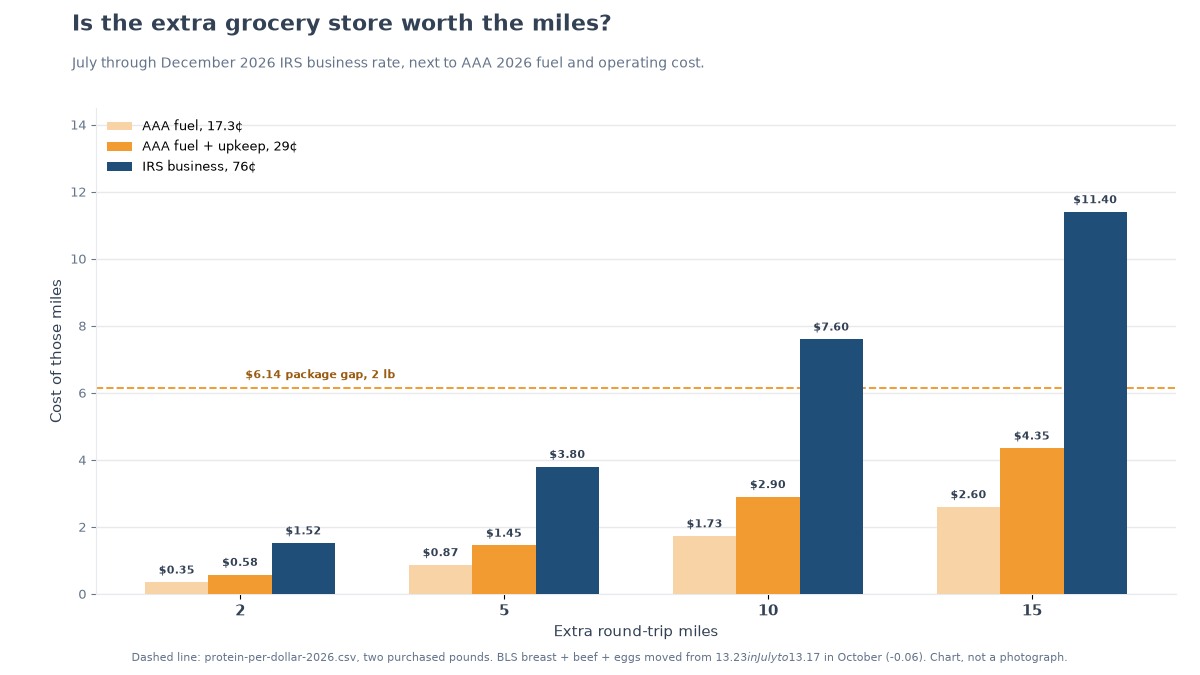 Is the extra grocery store worth the miles?
July through December 2026 IRS business rate, next to AAA 2026 fuel and operating cost.
AAA fuel, 17.3¢
AAA fuel + upkeep, 29¢
IRS business, 76¢
Cost of those miles
14
12
10
8
6
4
2
0
$6.14 package gap, 2 lb
$0.35
$0.58
$1.52
$0.87
$1.45
$3.80
$1.73
$2.90
$7.60
$2.60
$4.35
$11.40
2
5
10
15
Extra round-trip miles
Dashed line: protein-per-dollar-2026.csv, two purchased pounds. BLS breast + beef + eggs moved from 13.23inJulyto13.17 in October (-0.06). Chart, not a photograph.